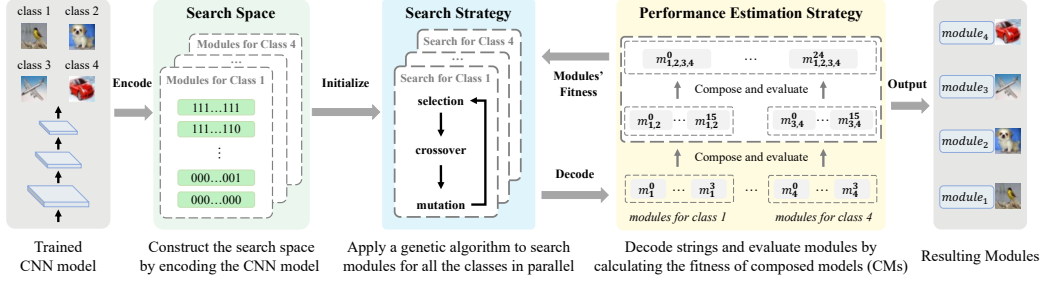 class 1 class 2
class 3 class 4
Trained
CNN model
Encode
Search Space
Modules for Class 4
...
Modules for Class 1
111...111
111...110
⋮
000...001
000...000
Construct the search space
by encoding the CNN model
Initialize
Search Strategy
Search for Class 4
...
Search for Class 1
selection
crossover
mutation
Apply a genetic algorithm to search
modules for all the classes in parallel
Modules'
Fitness
Decode
Performance Estimation Strategy
m^0_{1,2,3,4} ... m^{24}_{1,2,3,4}
Compose and evaluate
m^0_{1,2} ... m^{15}_{1,2} m^0_{3,4} ... m^{15}_{3,4}
Compose and evaluate
m^0_1 ... m^3_1 ... m^0_4 ... m^3_4
modules for class 1 modules for class 4
Decode strings and evaluate modules by
calculating the fitness of composed models (CMs)
Output
module_4
module_3
module_2
module_1
Resulting Modules